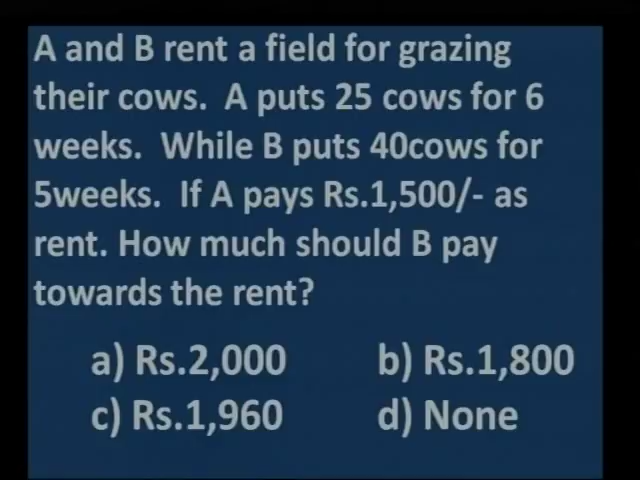 A and B rent a field for grazing
their cows.  A puts 25 cows for 6
weeks.  While B puts 40cows for
5weeks.  If A pays Rs.1,500/- as
rent. How much should B pay
towards the rent?
a) Rs.2,000 b) Rs.1,800
c) Rs.1,960 d) None